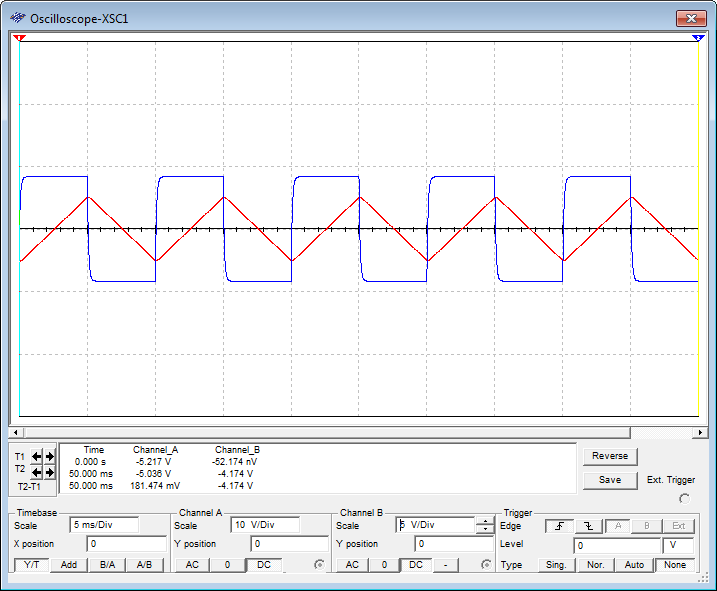 Oscilloscope-XSC1
T1
T2
T2-T1
Time Channel_A Channel_B
0.000 s -5.217 V -52.174 nV
50.000 ms -5.036 V -4.174 V
50.000 ms 181.474 mV -4.174 V
Reverse
Save
Ext. Trigger
Timebase
Scale 5 ms/Div
X position 0
Y/T Add B/A A/B
Channel A
Scale 10 V/Div
Y position 0
AC 0 DC
Channel B
Scale 5 V/Div
Y position 0
AC 0 DC -
Trigger
Edge A B Ext
Level 0 V
Type Sing. Nor. Auto None